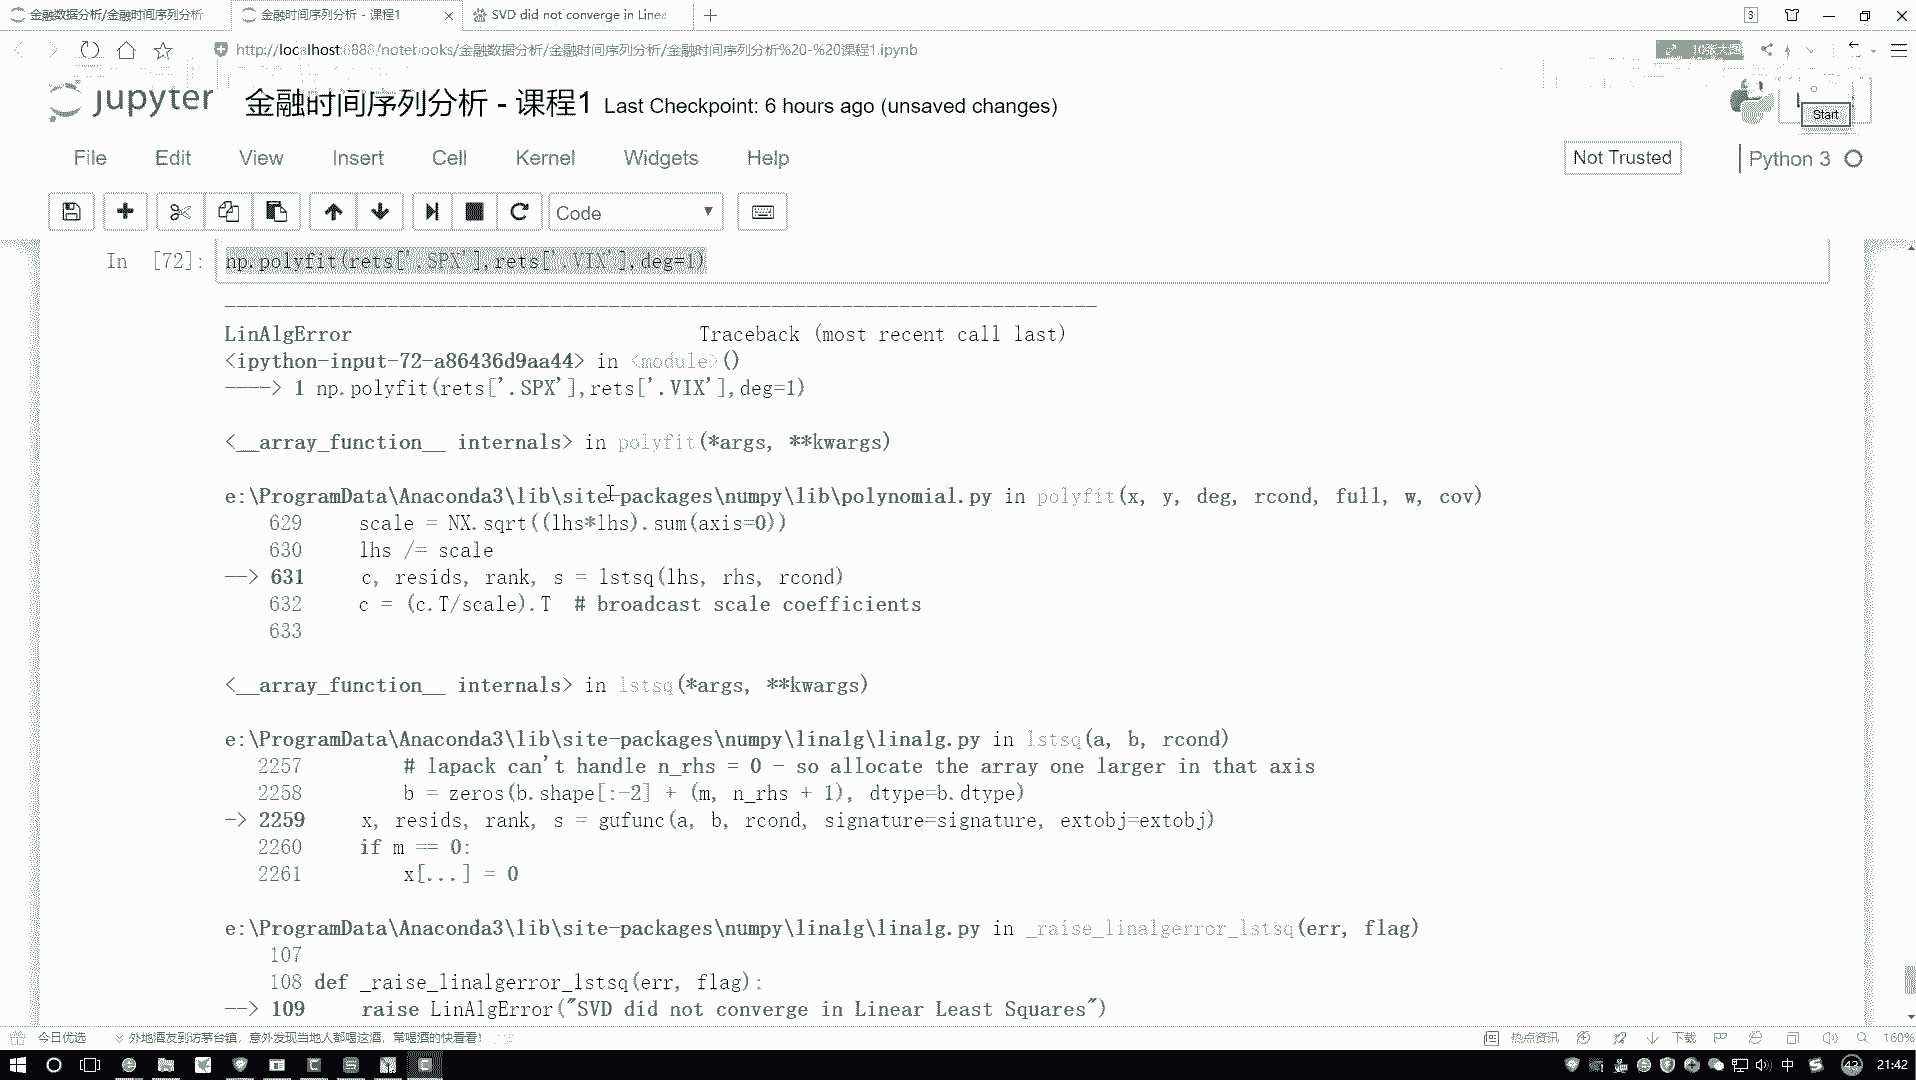 金融数据分析/金融时间序列分析
金融时间序列分析 - 课程1
SVD did not converge in Linea
3
http://localhost:8888/notebooks/金融数据分析/金融时间序列分析/金融时间序列分析%20-%20课程1.ipynb
10张大图
jupyter 金融时间序列分析 - 课程1 Last Checkpoint: 6 hours ago (unsaved changes)
Start
File Edit View Insert Cell Kernel Widgets Help
Not Trusted
Python 3
Code
In [72]: np.polyfit(rets['.SPX'],rets['.VIX'],deg=1)
---------------------------------------------------------------------------
LinAlgError Traceback (most recent call last)
<ipython-input-72-a86436d9aa44> in <module>()
----> 1 np.polyfit(rets['.SPX'],rets['.VIX'],deg=1)
<__array_function__ internals> in polyfit(*args, **kwargs)
e:\ProgramData\Anaconda3\lib\site-packages\numpy\lib\polynomial.py in polyfit(x, y, deg, rcond, full, w, cov)
629 scale = NX.sqrt((lhs*lhs).sum(axis=0))
630 lhs /= scale
--> 631 c, resids, rank, s = lstsq(lhs, rhs, rcond)
632 c = (c.T/scale).T # broadcast scale coefficients
633
<__array_function__ internals> in lstsq(*args, **kwargs)
e:\ProgramData\Anaconda3\lib\site-packages\numpy\linalg\linalg.py in lstsq(a, b, rcond)
2257 # lapack can't handle n_rhs = 0 - so allocate the array one larger in that axis
2258 b = zeros(b.shape[:-2] + (m, n_rhs + 1), dtype=b.dtype)
-> 2259 x, resids, rank, s = gufunc(a, b, rcond, signature=signature, extobj=extobj)
2260 if m == 0:
2261 x[...] = 0
e:\ProgramData\Anaconda3\lib\site-packages\numpy\linalg\linalg.py in _raise_linalgerror_lstsq(err, flag)
107
108 def _raise_linalgerror_lstsq(err, flag):
--> 109 raise LinAlgError("SVD did not converge in Linear Least Squares")
今日优选
外地酒友到访茅台镇，意外发现当地人都喝这酒，常喝酒的快看看！
热点资讯
下载
160%
中
43
21:42